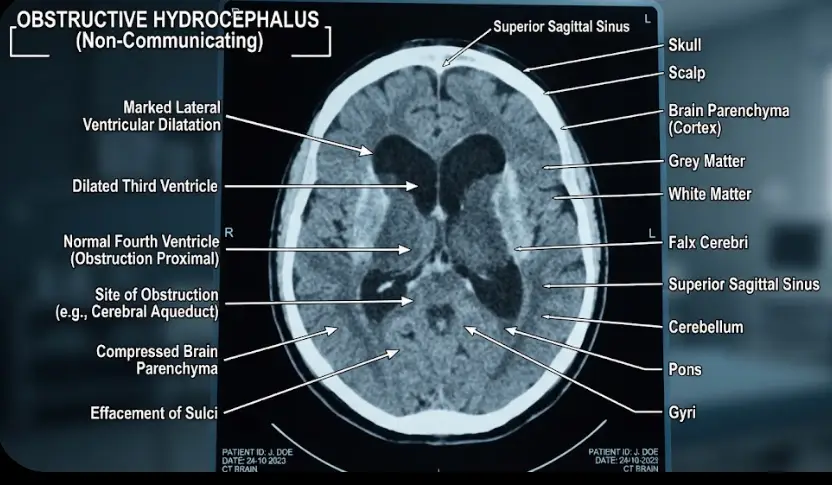 OBSTRUCTIVE HYDROCEPHALUS
(Non-Communicating)
R
L
Superior Sagittal Sinus
Skull
Scalp
Brain Parenchyma
(Cortex)
Grey Matter
White Matter
Falx Cerebri
Superior Sagittal Sinus
Cerebellum
Pons
Gyri
Marked Lateral
Ventricular Dilatation
Dilated Third Ventricle
Normal Fourth Ventricle
(Obstruction Proximal)
Site of Obstruction
(e.g., Cerebral Aqueduct)
Compressed Brain
Parenchyma
Effacement of Sulci
R
L
PATIENT ID: J. DOE
DATE: 24-10 2023
CT BRAIN
PATIENT ID: J. DOE
DATE: 24-10-2023
CT BRAIN